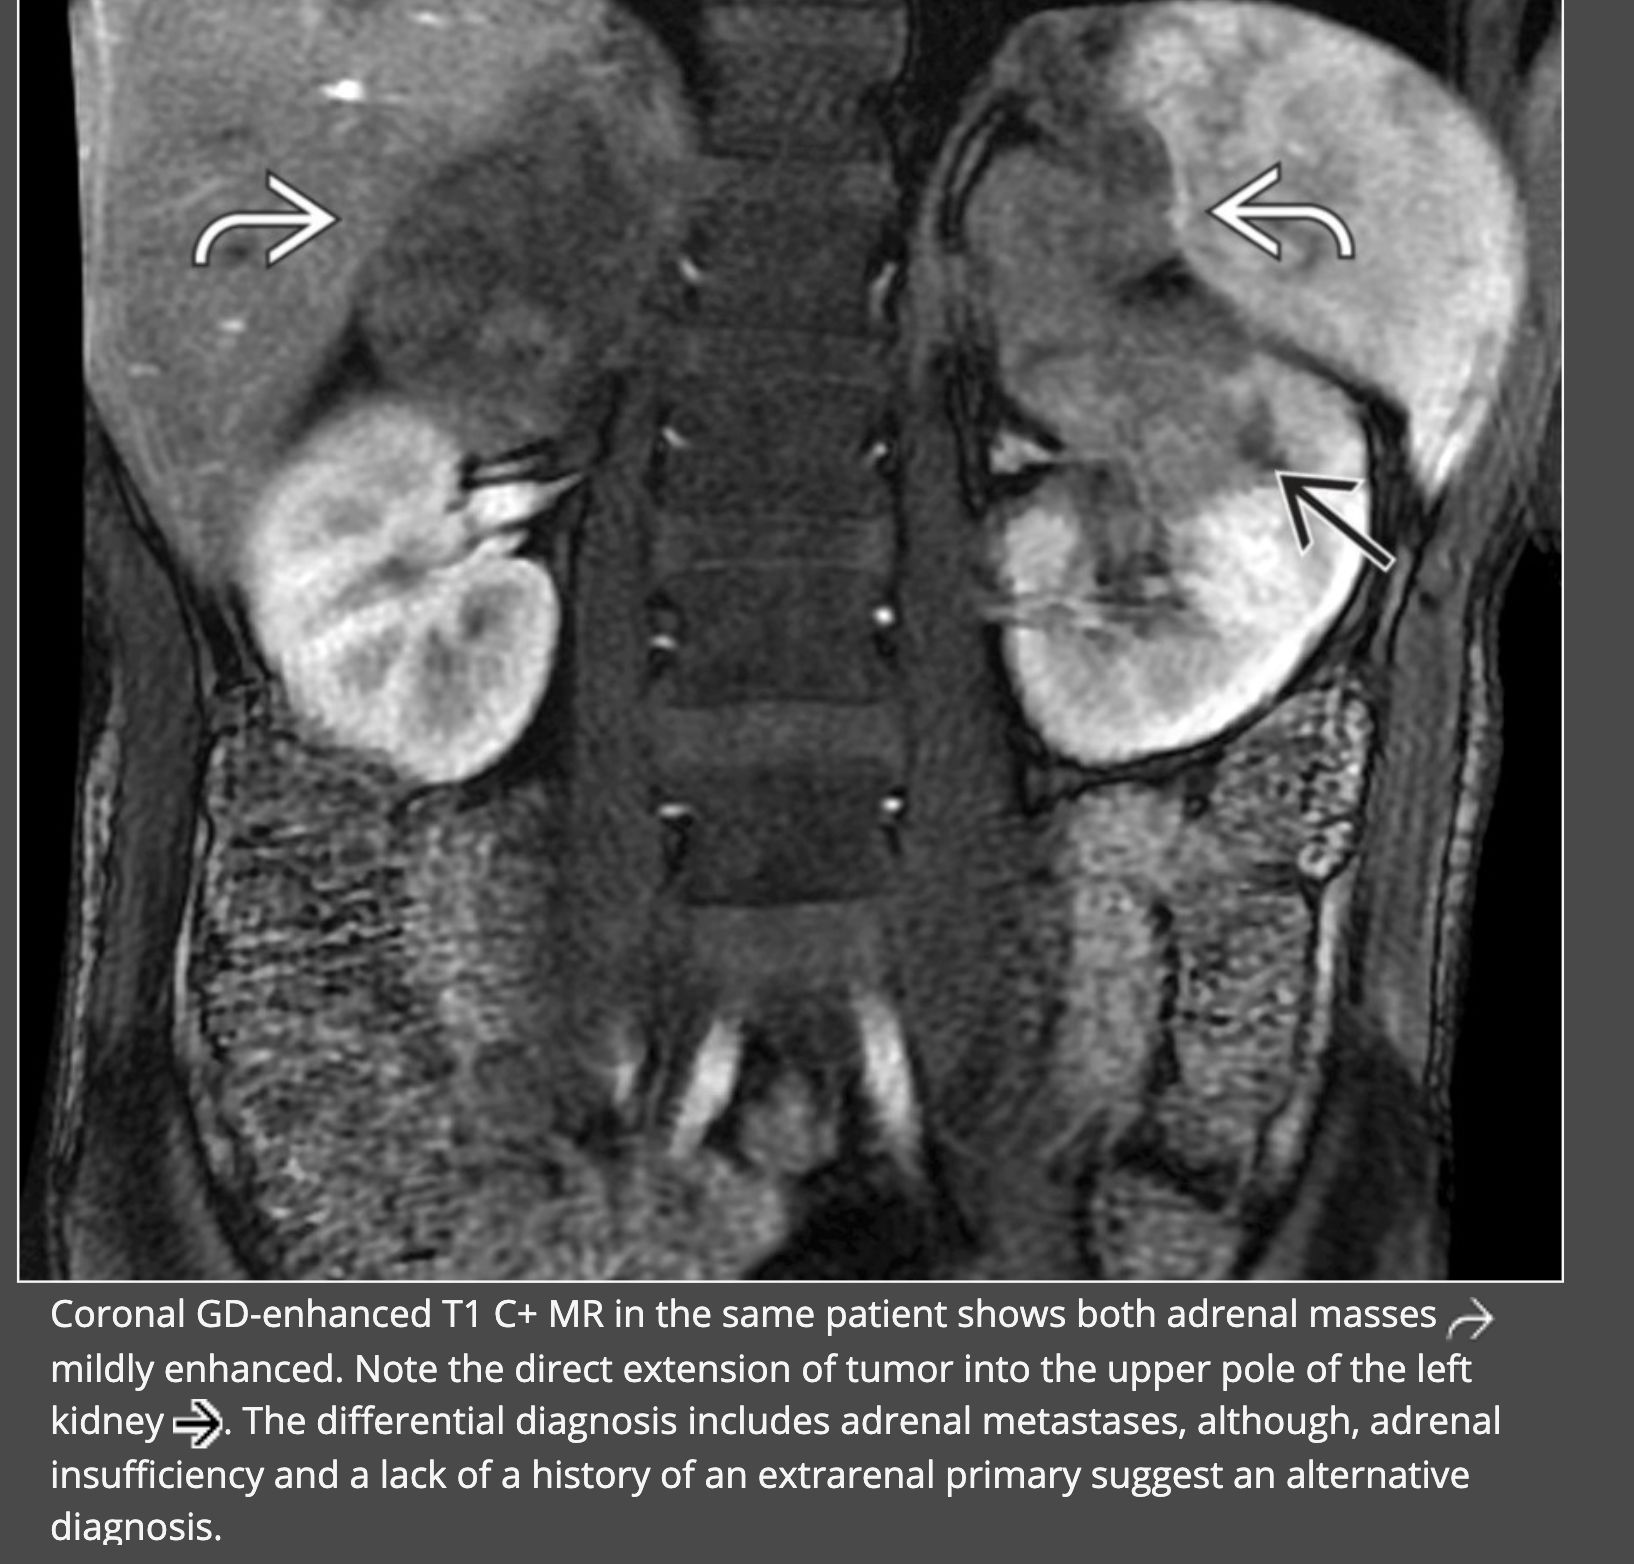 Coronal GD-enhanced T1 C+ MR in the same patient shows both adrenal masses
mildly enhanced. Note the direct extension of tumor into the upper pole of the left
kidney . The differential diagnosis includes adrenal metastases, although, adrenal
insufficiency and a lack of a history of an extrarenal primary suggest an alternative
diagnosis.